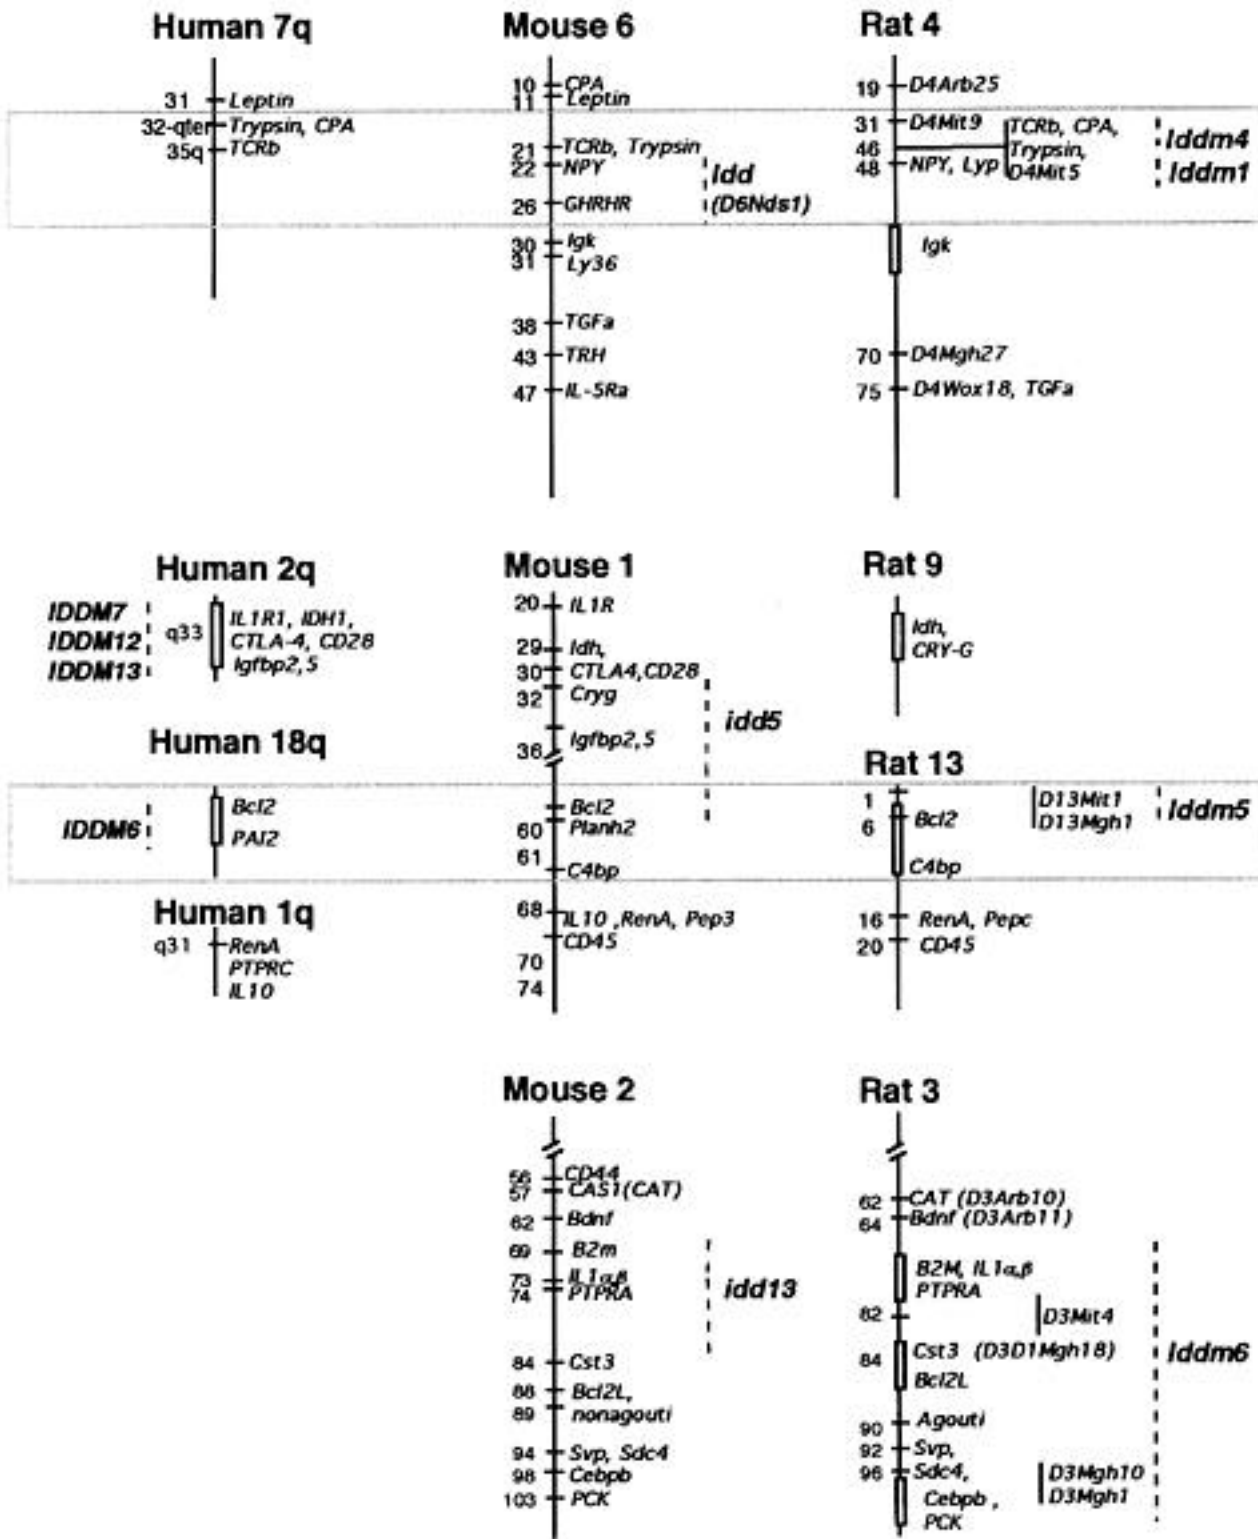 Human 7q
31 Leptin
32-qter Trypsin, CPA
35q TCRb
Mouse 6
10 CPA
11 Leptin
21 TCRb, Trypsin
22 NPY
26 GHRHR
Idd
(D6Nds1)
30 Igk
31 Ly36
38 TGFa
43 TRH
47 IL-5Ra
Rat 4
19 D4Arb25
31 D4Mit9
46
48 NPY, Lyp
TCRb, CPA,
Trypsin,
D4Mit5
Iddm4
Iddm1
Igk
70 D4Mgh27
75 D4Wox18, TGFa
Human 2q
IDDM7
IDDM12
IDDM13
q33
IL1R1, IDH1,
CTLA-4, CD28
Igfbp2,5
Mouse 1
20 IL1R
29 Idh,
30 CTLA4,CD28
32 Cryg
36 Igfbp2,5
idd5
Rat 9
Idh,
CRY-G
Human 18q
IDDM6
Bcl2
PAI2
Bcl2
60 Planh2
61 C4bp
68 IL10 ,RenA, Pep3
CD45
70
74
Rat 13
1
6 Bcl2
C4bp
D13Mit1
D13Mgh1
Iddm5
16 RenA, Pepc
20 CD45
Human 1q
q31 RenA
PTPRC
IL10
Mouse 2
56 CD44
57 CAS1(CAT)
62 Bdnf
69 B2m
73 IL1α,β
74 PTPRA
idd13
84 Cst3
88 Bcl2L,
89 nonagouti
94 Svp, Sdc4
98 Cebpb
103 PCK
Rat 3
62 CAT (D3Arb10)
64 Bdnf (D3Arb11)
B2M, IL1α,β
PTPRA
82
D3Mit4
84 Cst3 (D3D1Mgh18)
Bcl2L
Iddm6
90 Agouti
92 Svp,
96 Sdc4,
Cebpb ,
PCK
D3Mgh10
D3Mgh1